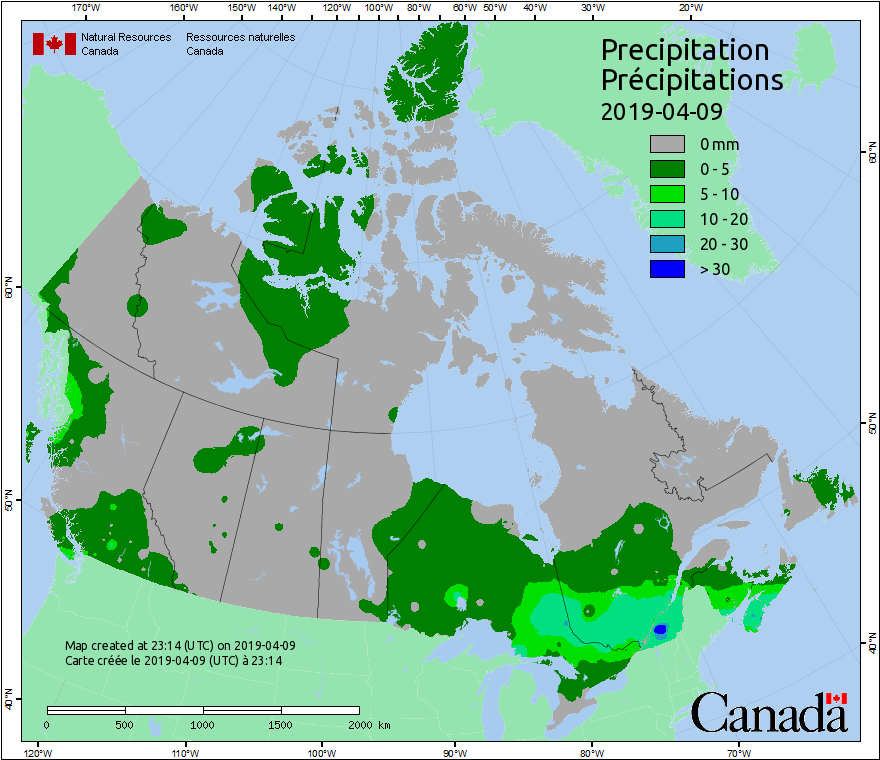 170°W 160°W 150°W 140°W 130°W 120°W 110°W 100°W 90°W 80°W 60°W 50°W 40°W 30°W 20°W
Natural Resources Ressources naturelles
Canada Canada
Precipitation
Précipitations
2019-04-09
0 mm
0 - 5
5 - 10
10 - 20
20 - 30
> 30
60°N
60°N
50°N
50°N
40°N
40°N
Map created at 23:14 (UTC) on 2019-04-09
Carte créée le 2019-04-09 (UTC) à 23:14
0 500 1000 1500 2000 km
Canada
120°W 110°W 100°W 90°W 80°W 70°W